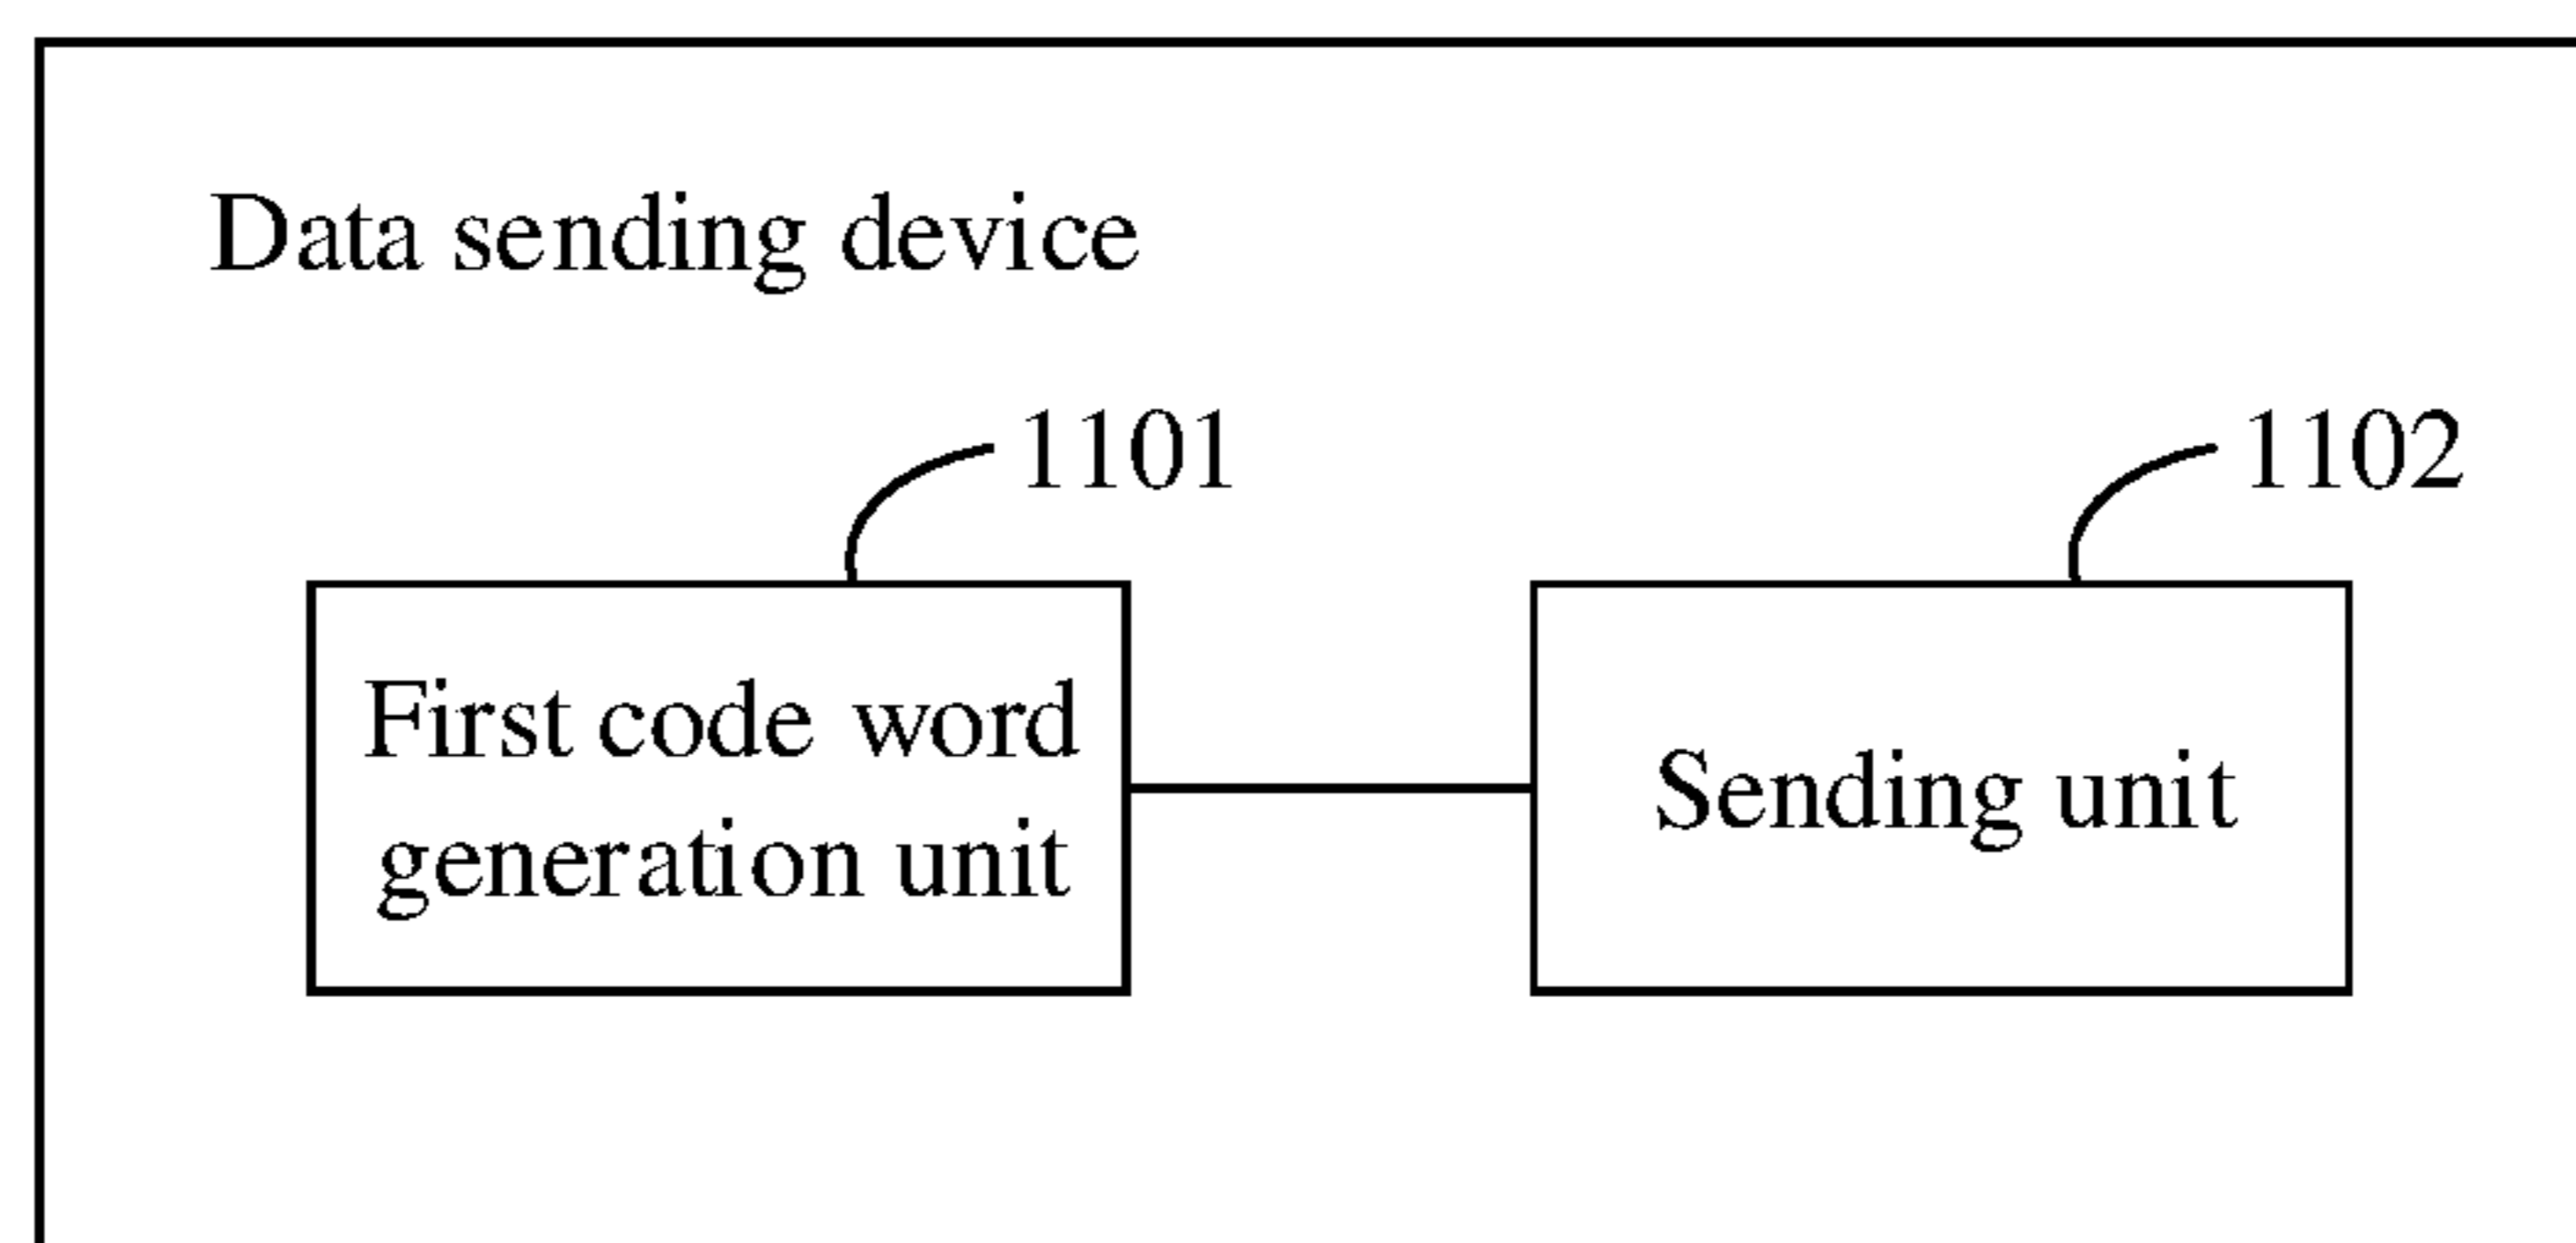 Data sending device
1101
1102
First code word
generation unit
Sending unit